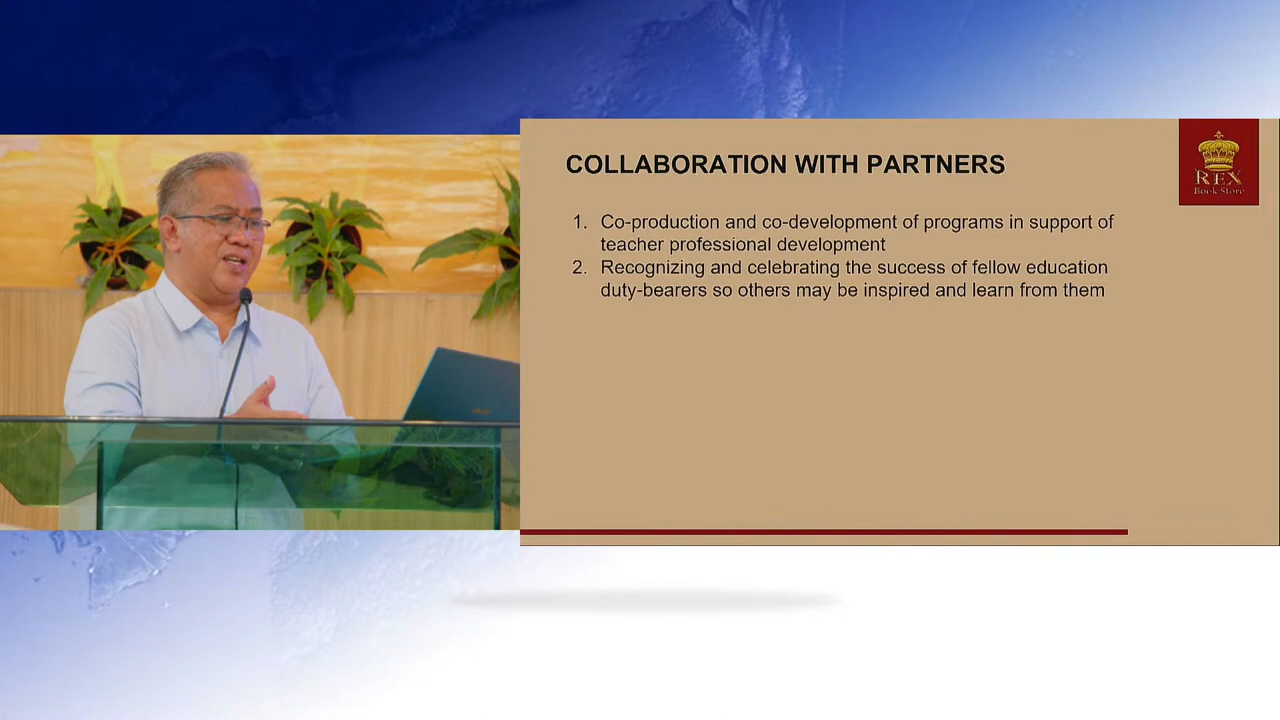 COLLABORATION WITH PARTNERS
REX
Book Store
1. Co-production and co-development of programs in support of
teacher professional development
2. Recognizing and celebrating the success of fellow education
duty-bearers so others may be inspired and learn from them